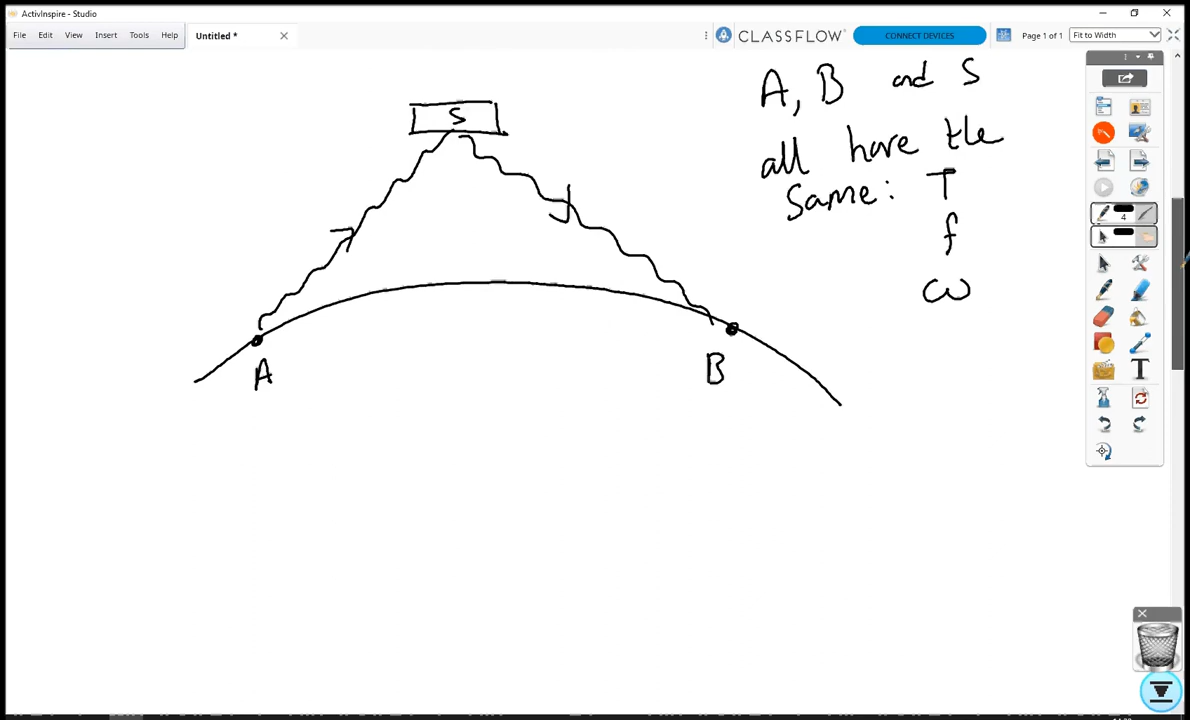 ActivInspire - Studio
File Edit View Insert Tools Help Untitled * CLASSFLOW CONNECT DEVICES Page 1 of 1 Fit to Width
A, B and S
all have the
Same: T
f
ω
S
A
B
4
T